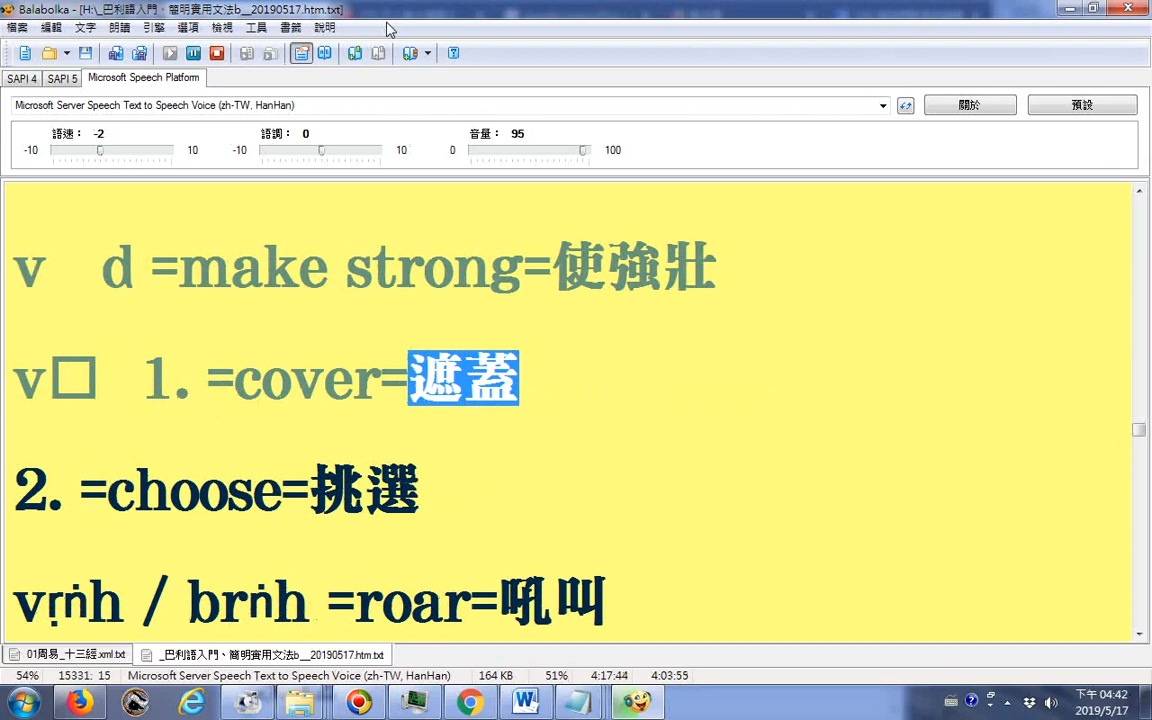 Balabolka - [H:\_巴利語入門、簡明實用文法b__20190517.htm.txt]
檔案 編輯 文字 朗讀 引擎 選項 檢視 工具 書籤 說明
SAPI 4 SAPI 5 Microsoft Speech Platform
Microsoft Server Speech Text to Speech Voice (zh-TW, HanHan) 關於 預設
語速： -2 語調： 0 音量： 95
-10 10 -10 10 0 100
v d =make strong=使強壯
v□ 1. =cover=遮蓋
2. =choose=挑選
vṛṅh / brṅh =roar=吼叫
01周易_十三經.xml.txt _巴利語入門、簡明實用文法b__20190517.htm.txt
54% 15331: 15 Microsoft Server Speech Text to Speech Voice (zh-TW, HanHan) 164 KB 51% 4:17:44 4:03:55
下午 04:42
2019/5/17